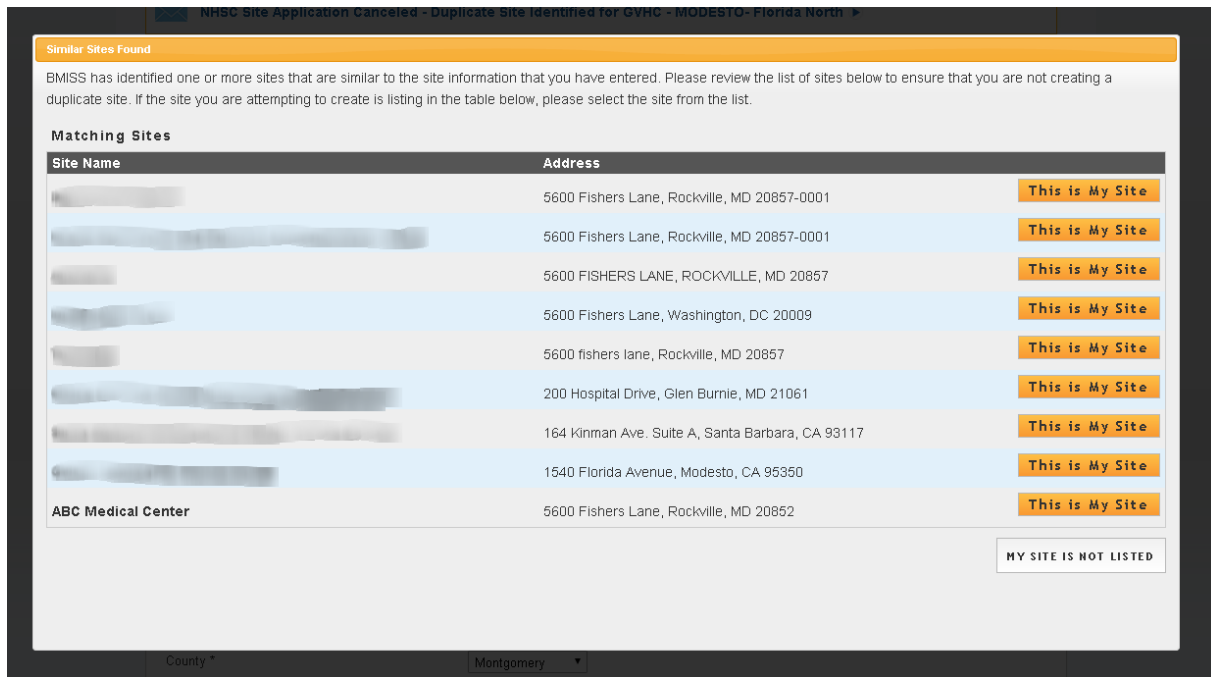 NHSC Site Application Canceled - Duplicate Site Identified for GVHC - MODESTO- Florida North
Similar Sites Found
BMISS has identified one or more sites that are similar to the site information that you have entered. Please review the list of sites below to ensure that you are not creating a
duplicate site. If the site you are attempting to create is listing in the table below, please select the site from the list.
Matching Sites
Site Name Address
5600 Fishers Lane, Rockville, MD 20857-0001 This is My Site
5600 Fishers Lane, Rockville, MD 20857-0001 This is My Site
5600 FISHERS LANE, ROCKVILLE, MD 20857 This is My Site
5600 Fishers Lane, Washington, DC 20009 This is My Site
5600 fishers lane, Rockville, MD 20857 This is My Site
200 Hospital Drive, Glen Burnie, MD 21061 This is My Site
164 Kinman Ave. Suite A, Santa Barbara, CA 93117 This is My Site
1540 Florida Avenue, Modesto, CA 95350 This is My Site
ABC Medical Center 5600 Fishers Lane, Rockville, MD 20852 This is My Site
MY SITE IS NOT LISTED
County * Montgomery